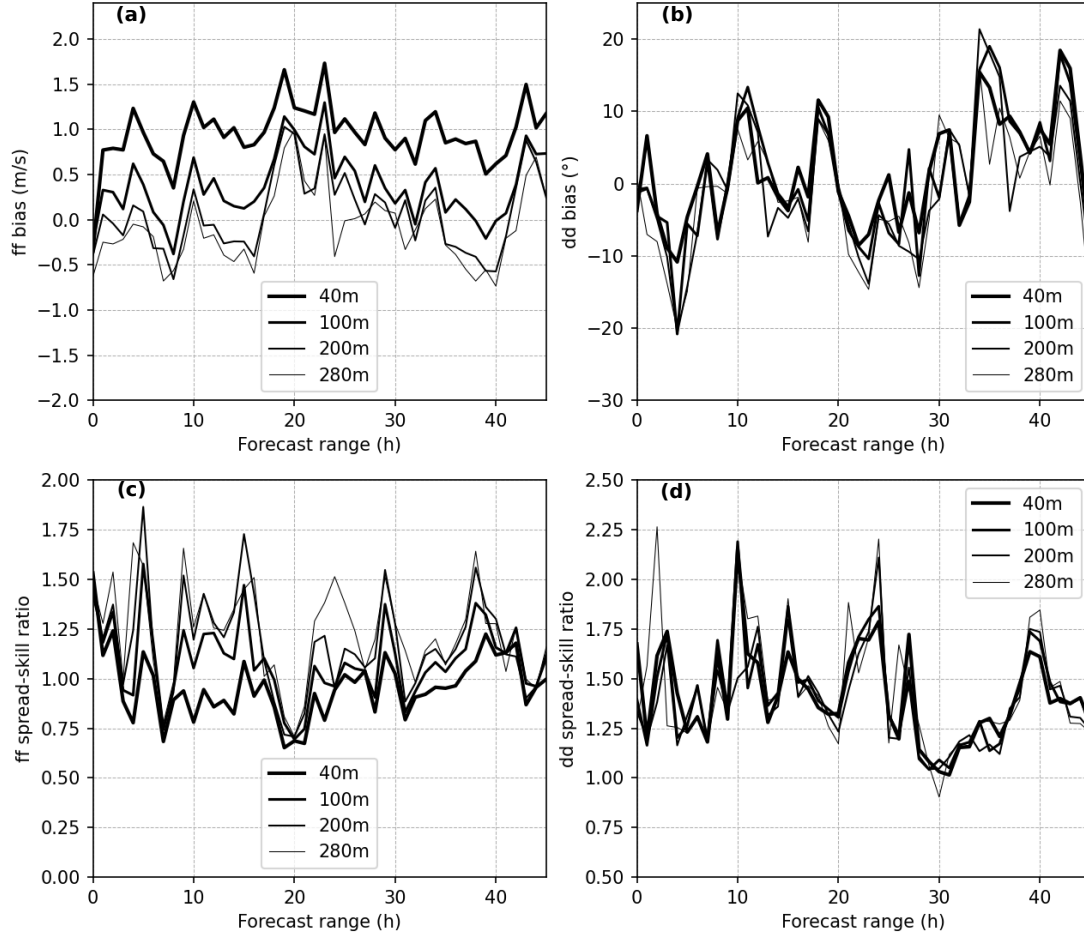 (a)
ff bias (m/s)
2.0
1.5
1.0
0.5
0.0
−0.5
−1.0
−1.5
−2.0
40m
100m
200m
280m
0 10 20 30 40
Forecast range (h)
(b)
dd bias (°)
20
10
0
−10
−20
−30
40m
100m
200m
280m
0 10 20 30 40
Forecast range (h)
(c)
ff spread-skill ratio
2.00
1.75
1.50
1.25
1.00
0.75
0.50
0.25
0.00
40m
100m
200m
280m
0 10 20 30 40
Forecast range (h)
(d)
dd spread-skill ratio
2.50
2.25
2.00
1.75
1.50
1.25
1.00
0.75
0.50
40m
100m
200m
280m
0 10 20 30 40
Forecast range (h)